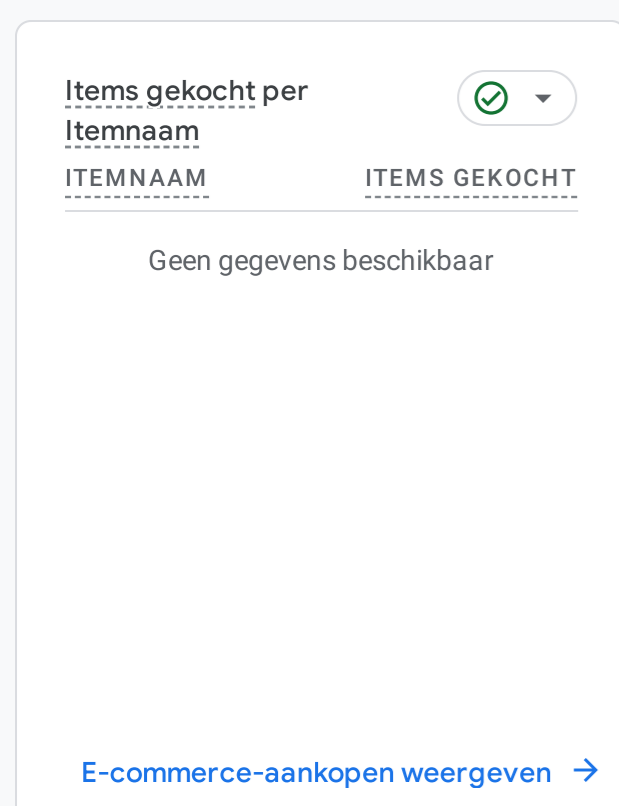 Items gekocht per
Itemnaam
ITEMNAAM ITEMS GEKOCHT
Geen gegevens beschikbaar
E-commerce-aankopen weergeven